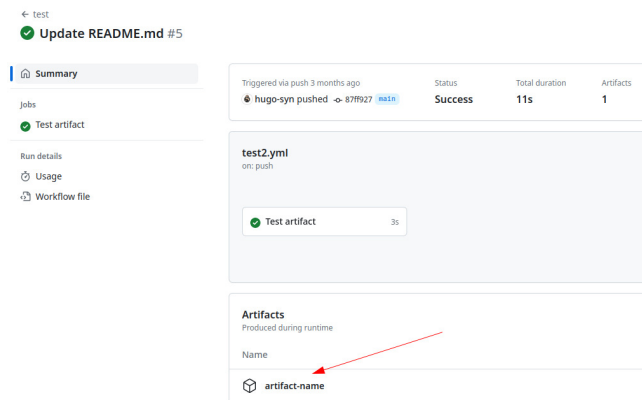 ← test
Update README.md #5
Summary
Jobs
Test artifact
Run details
Usage
Workflow file
Triggered via push 3 months ago
hugo-syn pushed 87ff927 main
Status
Success
Total duration
11s
Artifacts
1
test2.yml
on: push
Test artifact 3s
Artifacts
Produced during runtime
Name
artifact-name